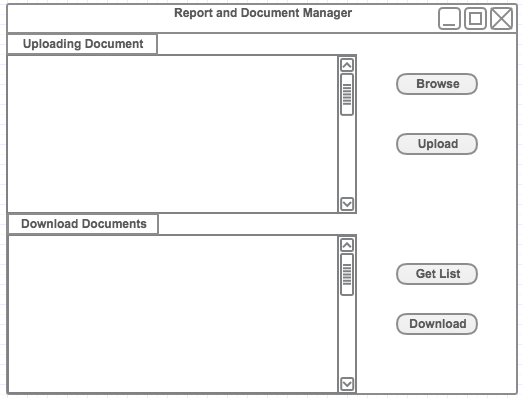 Report and Document Manager
Uploading Document
Browse
Upload
Download Documents
Get List
Download